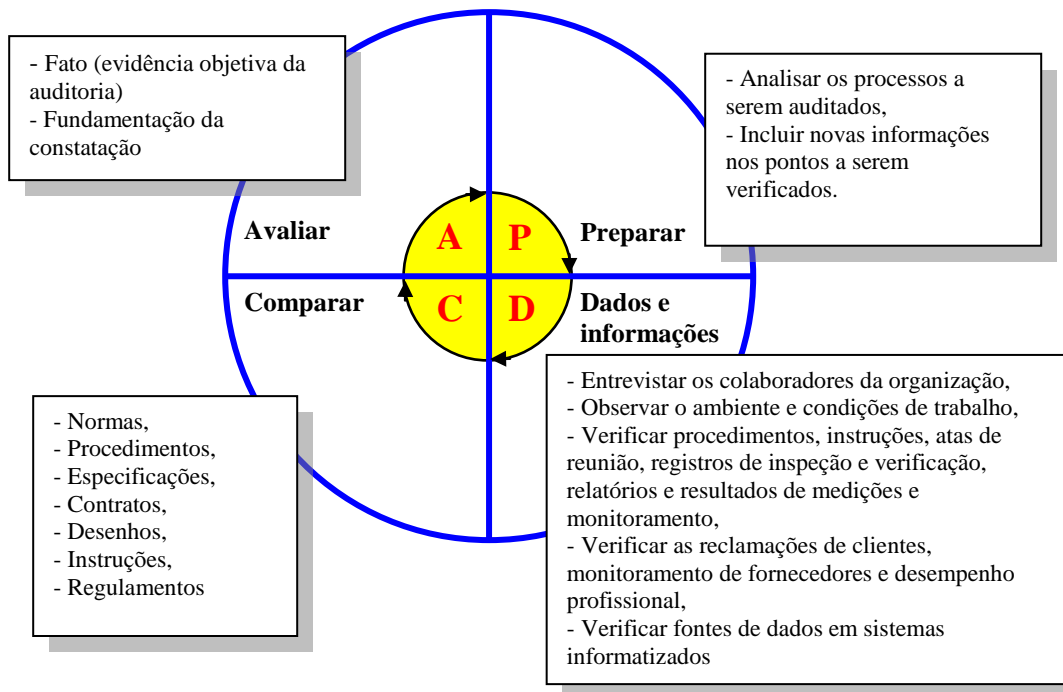 - Fato (evidência objetiva da
auditoria)
- Fundamentação da
constatação
- Analisar os processos a
serem auditados,
- Incluir novas informações
nos pontos a serem
verificados.
Avaliar
A
P
Preparar
Comparar
C
D
Dados e
informações
- Normas,
- Procedimentos,
- Especificações,
- Contratos,
- Desenhos,
- Instruções,
- Regulamentos
- Entrevistar os colaboradores da organização,
- Observar o ambiente e condições de trabalho,
- Verificar procedimentos, instruções, atas de
reunião, registros de inspeção e verificação,
relatórios e resultados de medições e
monitoramento,
- Verificar as reclamações de clientes,
monitoramento de fornecedores e desempenho
profissional,
- Verificar fontes de dados em sistemas
informatizados